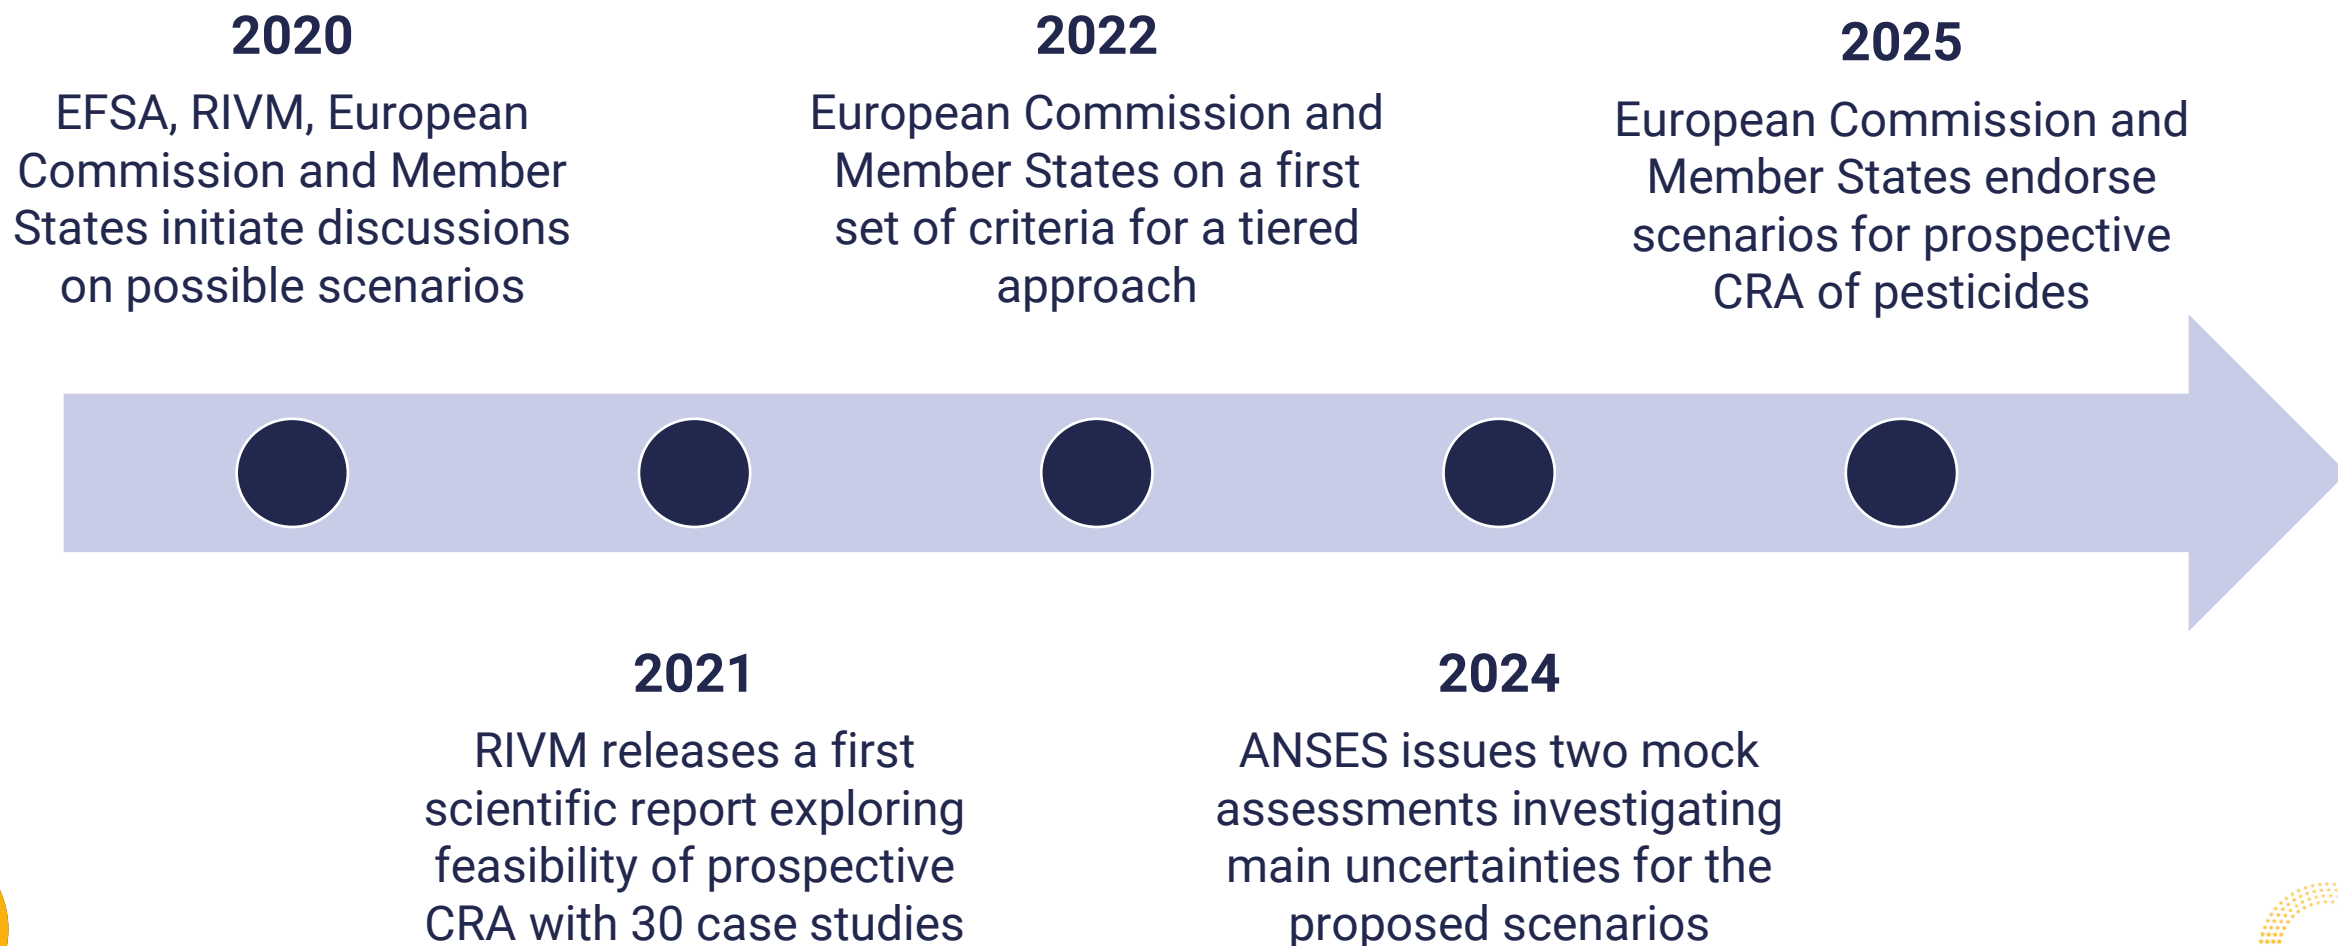 2020
EFSA, RIVM, European
Commission and Member
States initiate discussions
on possible scenarios
2021
RIVM releases a first
scientific report exploring
feasibility of prospective
CRA with 30 case studies
2022
European Commission and
Member States on a first
set of criteria for a tiered
approach
2024
ANSES issues two mock
assessments investigating
main uncertainties for the
proposed scenarios
2025
European Commission and
Member States endorse
scenarios for prospective
CRA of pesticides